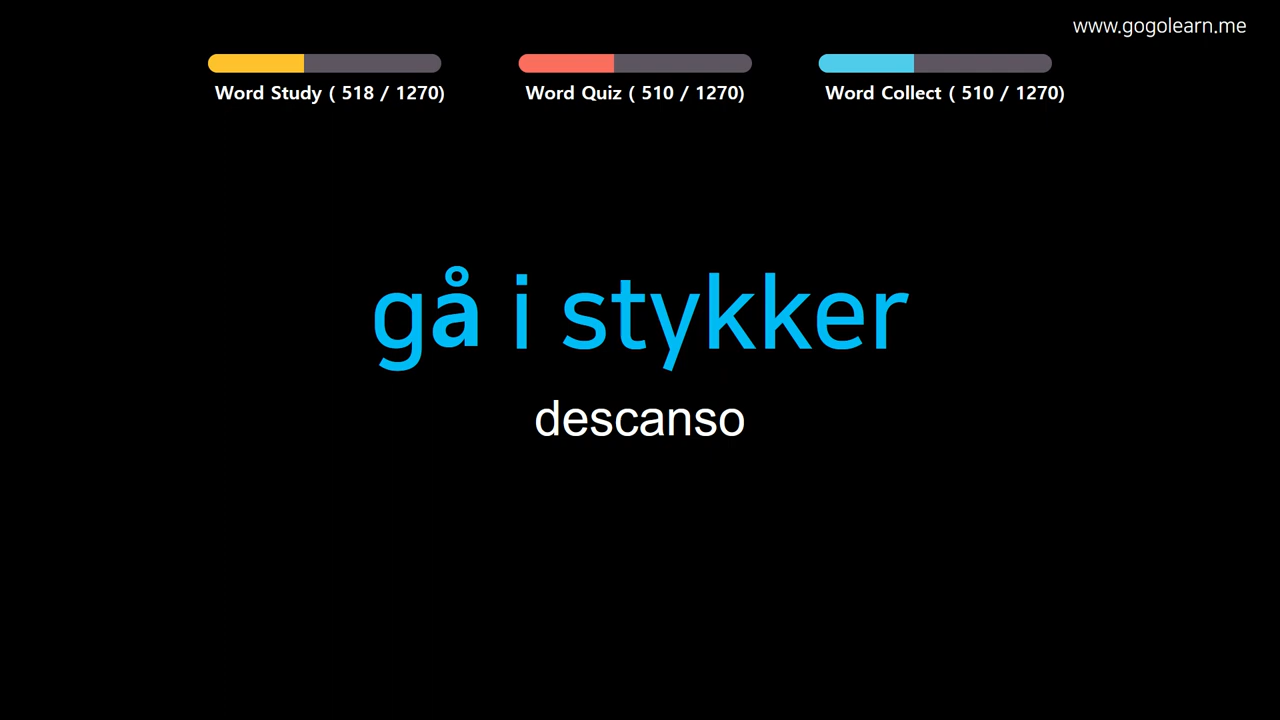 www.gogolearn.me
Word Study ( 518 / 1270)
Word Quiz ( 510 / 1270)
Word Collect ( 510 / 1270)
gå i stykker
descanso